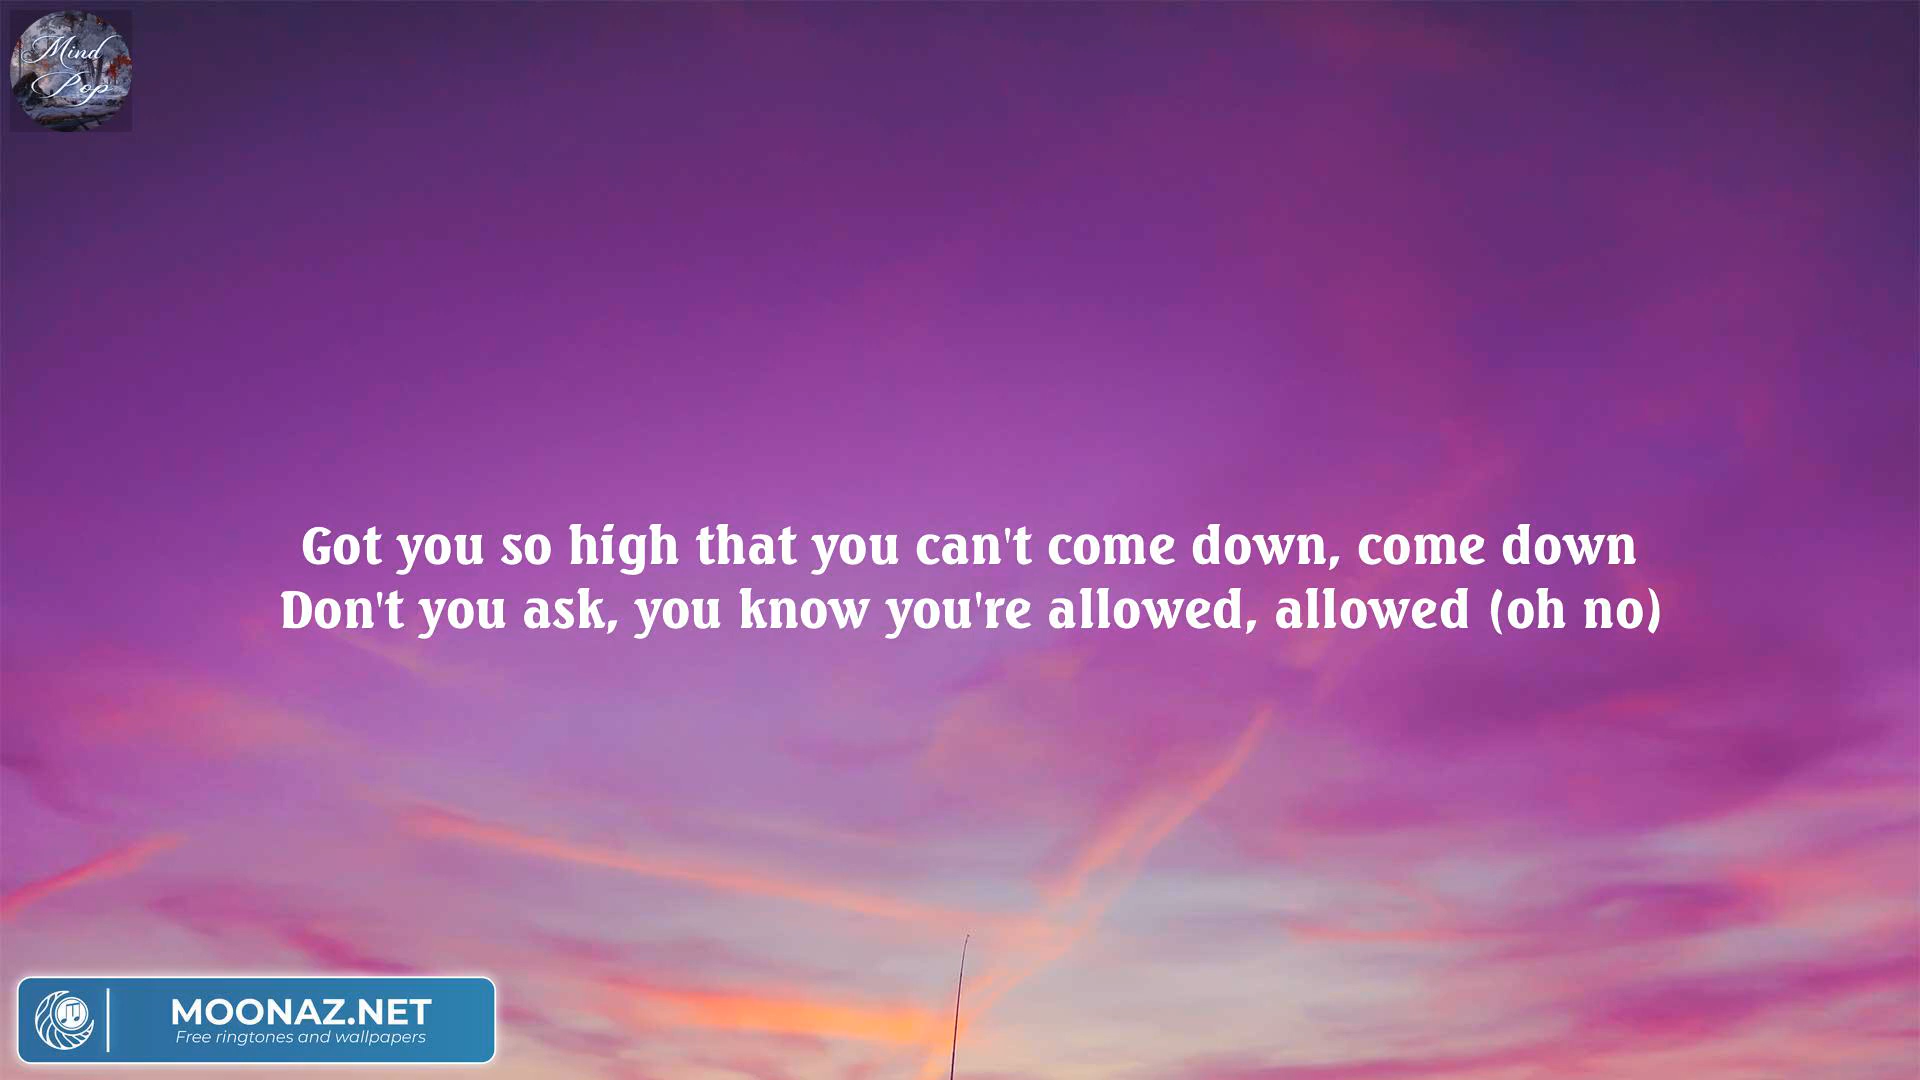 Mind
Pop
Got you so high that you can't come down, come down
Don't you ask, you know you're allowed, allowed (oh no)
MOONAZ.NET
Free ringtones and wallpapers